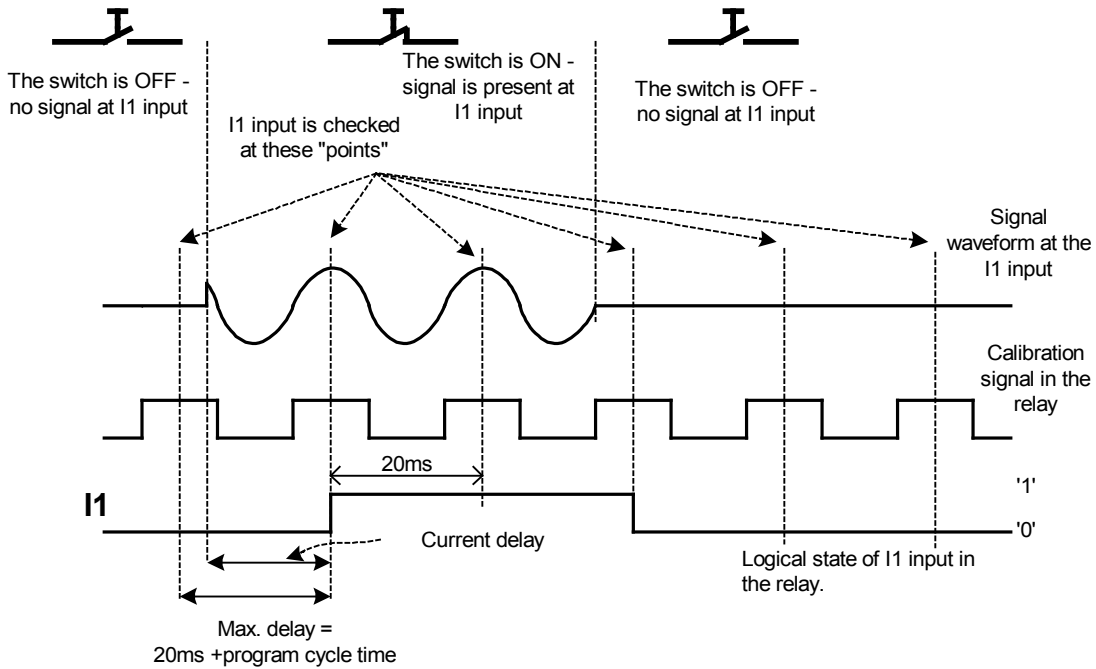 The switch is OFF -
no signal at I1 input
The switch is ON -
signal is present at
I1 input
The switch is OFF -
no signal at I1 input
I1 input is checked
at these "points"
Signal
waveform at the
I1 input
Calibration
signal in the
relay
20ms
I1
'1'
'0'
Current delay
Logical state of I1 input in
the relay.
Max. delay =
20ms +program cycle time